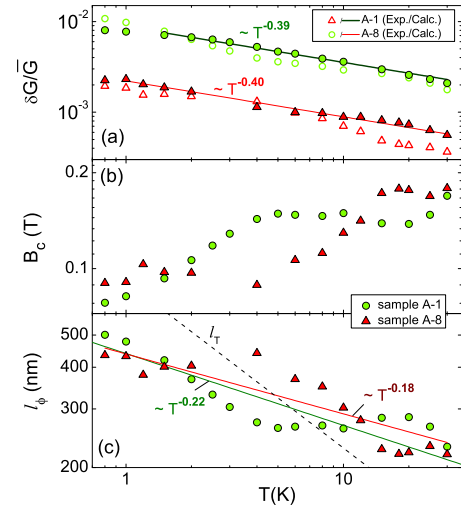 A-1 (Exp./Calc.)
A-8 (Exp./Calc.)
~ T^-0.39
~ T^-0.40
10^-2
10^-3
δG/G̅
(a)
(b)
0.2
0.1
B_c (T)
sample A-1
sample A-8
l_T
~ T^-0.18
~ T^-0.22
500
400
300
200
l_ϕ (nm)
(c)
1
10
T(K)